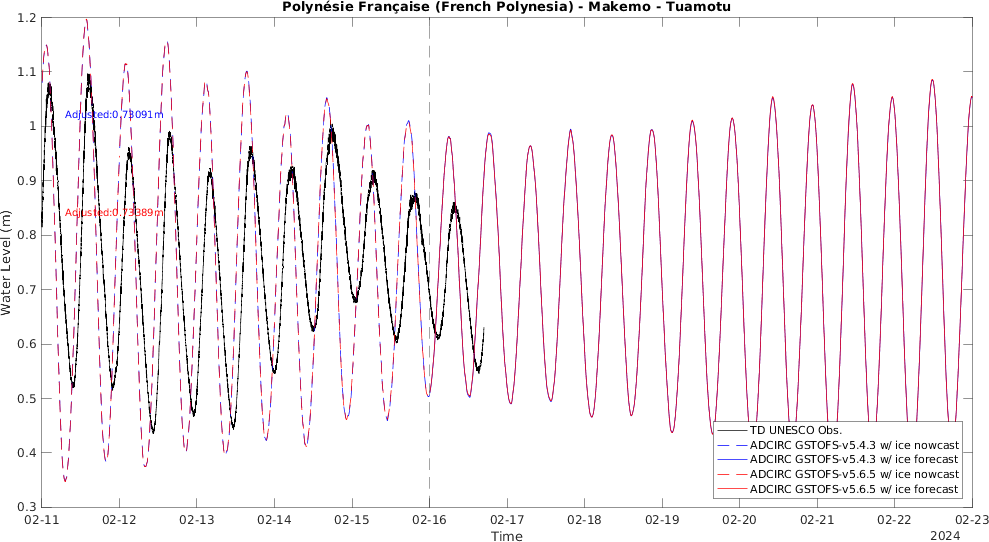 Polynésie Française (French Polynesia) - Makemo - Tuamotu
1.2
1.1
1
0.9
0.8
0.7
0.6
0.5
0.4
0.3
Water Level (m)
Adjusted:0.73091m
Adjusted:0.73389m
TD UNESCO Obs.
ADCIRC GSTOFS-v5.4.3 w/ ice nowcast
ADCIRC GSTOFS-v5.4.3 w/ ice forecast
ADCIRC GSTOFS-v5.6.5 w/ ice nowcast
ADCIRC GSTOFS-v5.6.5 w/ ice forecast
02-11 02-12 02-13 02-14 02-15 02-16 02-17 02-18 02-19 02-20 02-21 02-22 02-23
Time
2024